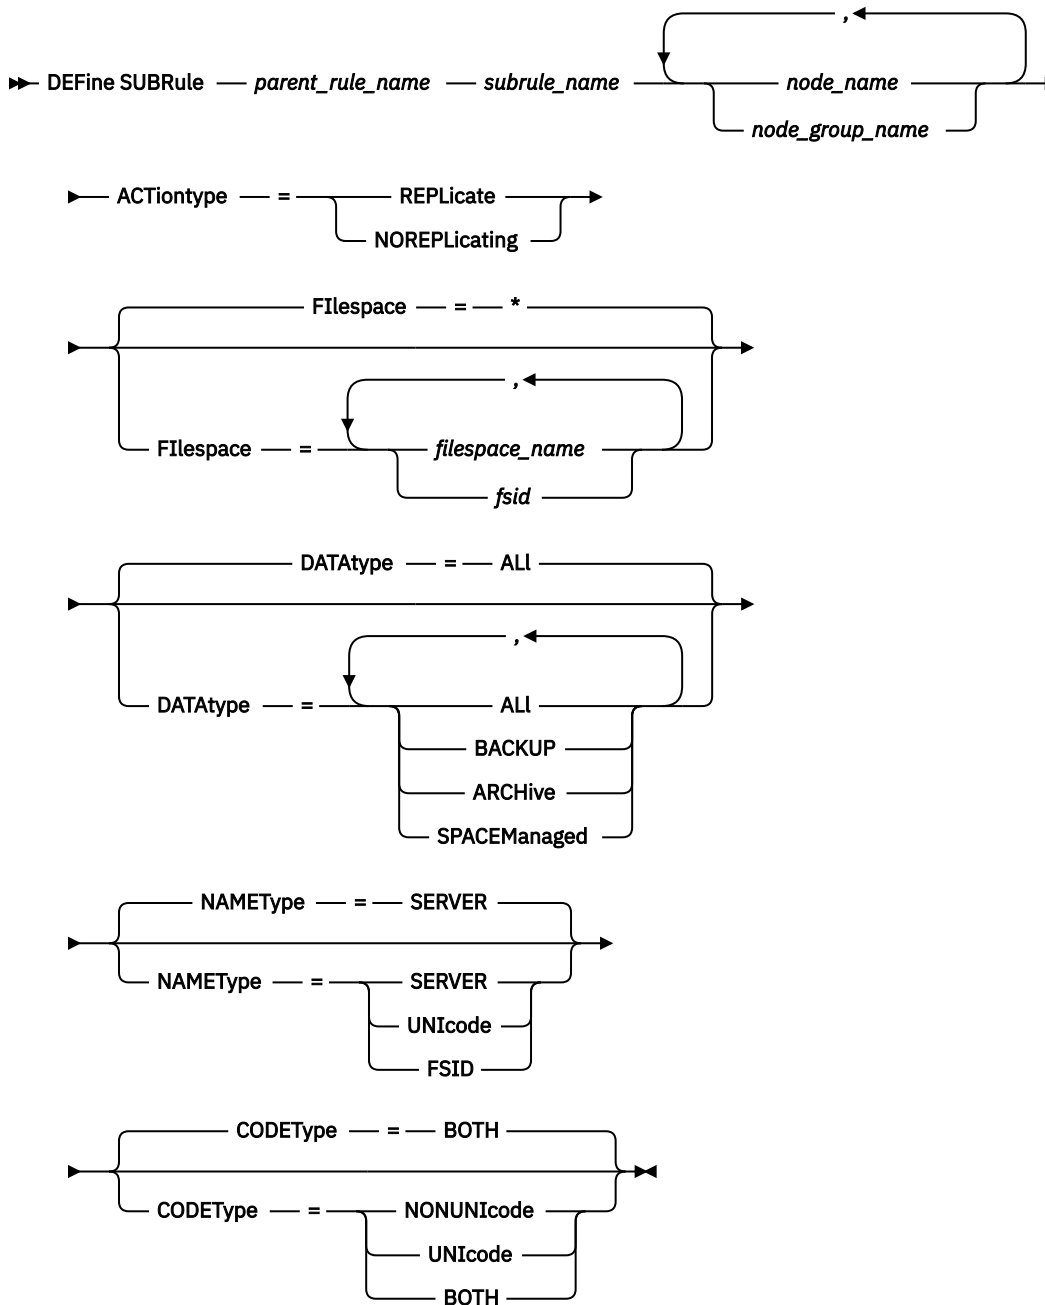 ,
DEFine SUBRule parent_rule_name subrule_name node_name
node_group_name
ACTiontype = REPLicate
NOREPLicating
FIlespace = *
,
FIlespace = filespace_name
fsid
DATAtype = ALl
,
DATAtype = ALl
BACKUP
ARCHive
SPACEManaged
NAMEType = SERVER
NAMEType = SERVER
UNIcode
FSID
CODEType = BOTH
CODEType = NONUNIcode
UNIcode
BOTH